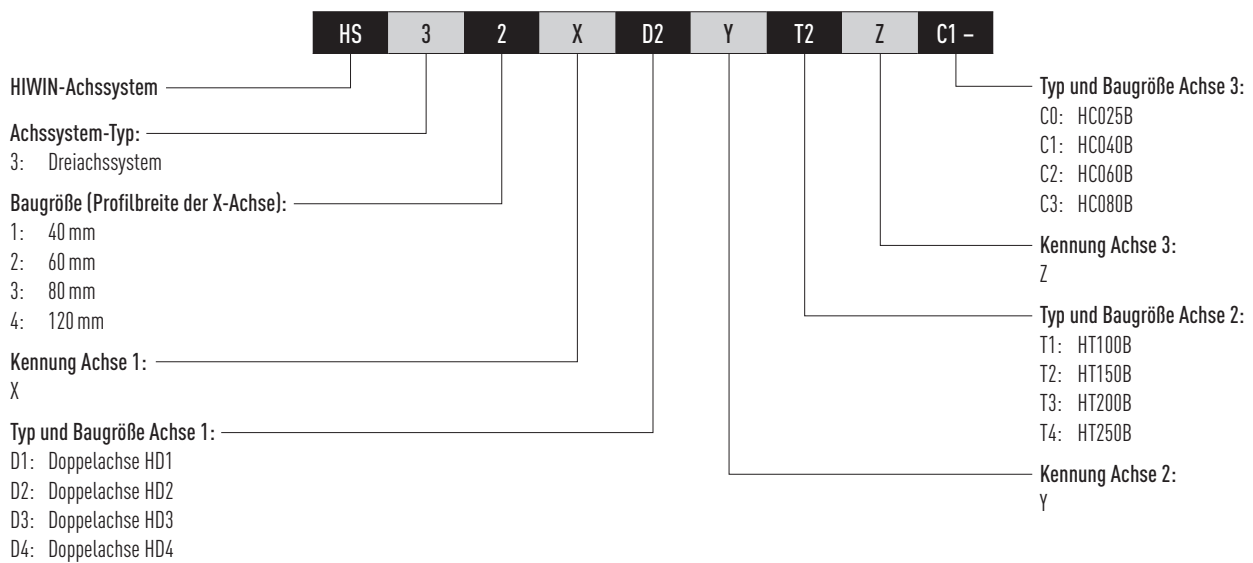 HS 3 2 X D2 Y T2 Z C1 –
HIWIN-Achssystem
Achssystem-Typ:
3: Dreiachssystem
Baugröße (Profilbreite der X-Achse):
1: 40 mm
2: 60 mm
3: 80 mm
4: 120 mm
Kennung Achse 1:
X
Typ und Baugröße Achse 1:
D1: Doppelachse HD1
D2: Doppelachse HD2
D3: Doppelachse HD3
D4: Doppelachse HD4
Typ und Baugröße Achse 3:
C0: HC025B
C1: HC040B
C2: HC060B
C3: HC080B
Kennung Achse 3:
Z
Typ und Baugröße Achse 2:
T1: HT100B
T2: HT150B
T3: HT200B
T4: HT250B
Kennung Achse 2:
Y